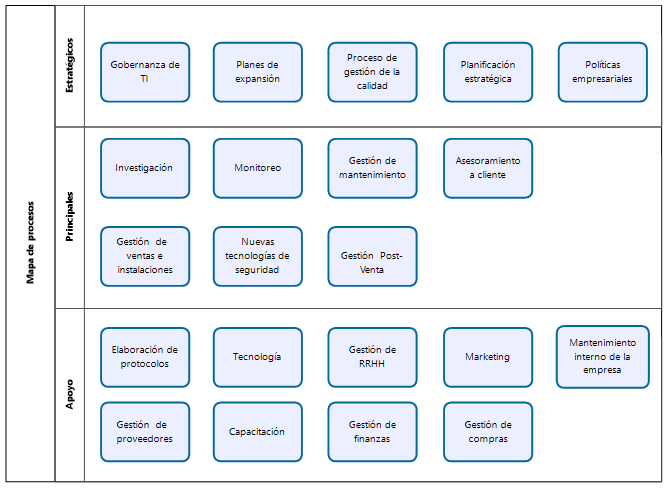 Mapa de procesos
Estratégicos
Gobernanza de
TI
Planes de
expansión
Proceso de
gestión de la
calidad
Planificación
estratégica
Políticas
empresariales
Principales
Investigación
Monitoreo
Gestión de
mantenimiento
Asesoramiento
a cliente
Gestión de
ventas e
instalaciones
Nuevas
tecnologías de
seguridad
Gestión Post-
Venta
Apoyo
Elaboración de
protocolos
Tecnología
Gestión de
RRHH
Marketing
Mantenimiento
interno de la
empresa
Gestión de
proveedores
Capacitación
Gestión de
finanzas
Gestión de
compras